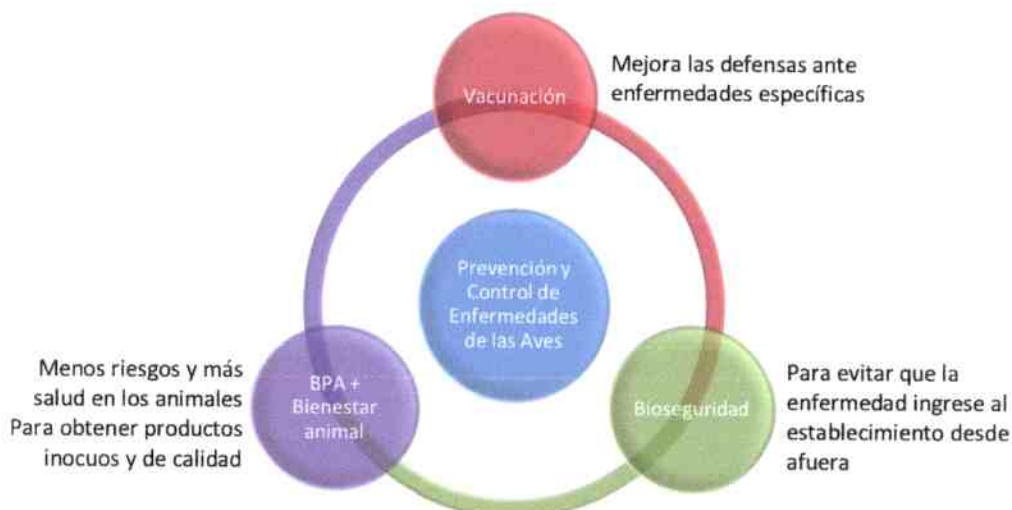 Vacunación
Mejora las defensas ante
enfermedades específicas
Prevención y
Control de
Enfermedades
de las Aves
Menos riesgos y más
salud en los animales
Para obtener productos
inocuos y de calidad
BPA +
Bienestar
animal
Bioseguridad
Para evitar que la
enfermedad ingrese al
establecimiento desde
afuera